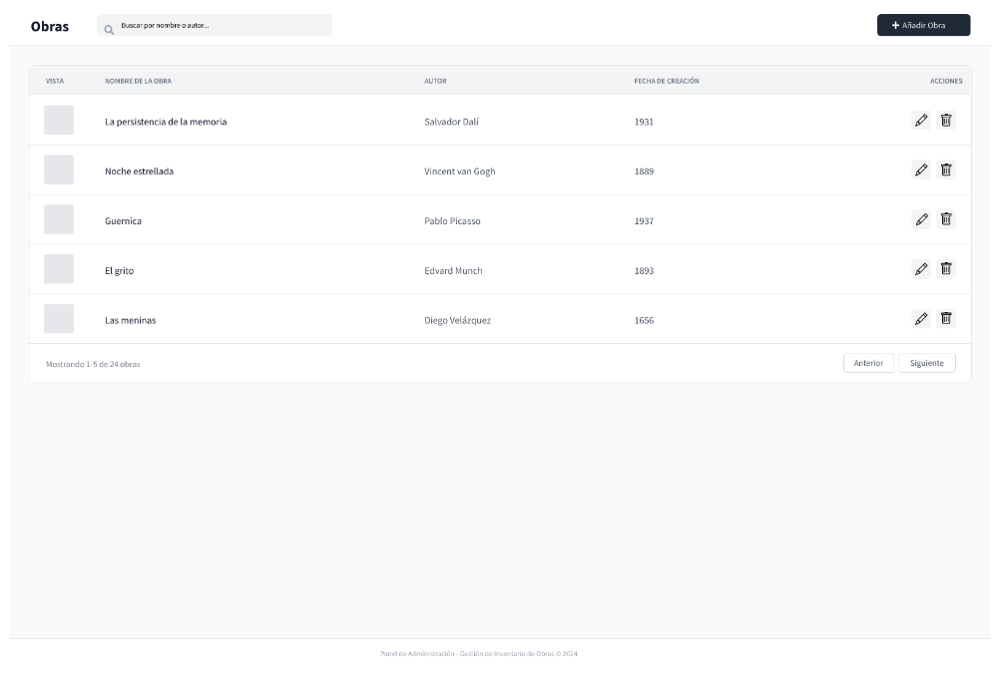 Obras
Buscar por nombre o autor...
Añadir Obra
VISTA NOMBRE DE LA OBRA AUTOR FECHA DE CREACIÓN ACCIONES
La persistencia de la memoria Salvador Dalí 1931
Noche estrellada Vincent van Gogh 1889
Guernica Pablo Picasso 1937
El grito Edvard Munch 1893
Las meninas Diego Velázquez 1656
Mostrando 1-5 de 24 obras Anterior Siguiente
Panel de Administración - Gestión de Inventario de Obras © 2024